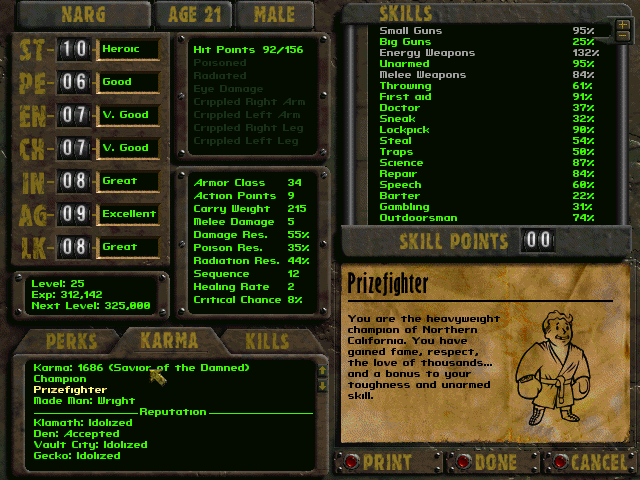 NARG
AGE 21
MALE
ST 10 Heroic
PE 06 Good
EN 07 V. Good
CH 07 V. Good
IN 08 Great
AG 09 Excellent
LK 08 Great
Hit Points 92/156
Poisoned
Radiated
Eye Damage
Crippled Right Arm
Crippled Left Arm
Crippled Right Leg
Crippled Left Leg
Armor Class 34
Action Points 9
Carry Weight 215
Melee Damage 5
Damage Res. 55%
Poison Res. 35%
Radiation Res. 44%
Sequence 12
Healing Rate 2
Critical Chance 8%
Level: 25
Exp: 312,142
Next Level: 325,000
PERKS
KARMA
KILLS
Karma: 1686 (Savior of the Damned)
Champion
Prizefighter
Made Man: Wright
Reputation
Klamath: Idolized
Den: Accepted
Vault City: Idolized
Gecko: Idolized
SKILLS
Small Guns 95%
Big Guns 25%
Energy Weapons 132%
Unarmed 95%
Melee Weapons 84%
Throwing 61%
First aid 91%
Doctor 37%
Sneak 32%
Lockpick 90%
Steal 54%
Traps 50%
Science 87%
Repair 84%
Speech 60%
Barter 22%
Gambling 31%
Outdoorsman 74%
SKILL POINTS 00
Prizefighter
You are the heavyweight
champion of Northern
California. You have
gained fame, respect,
the love of thousands...
and a bonus to your
toughness and unarmed
skill.
PRINT
DONE
CANCEL